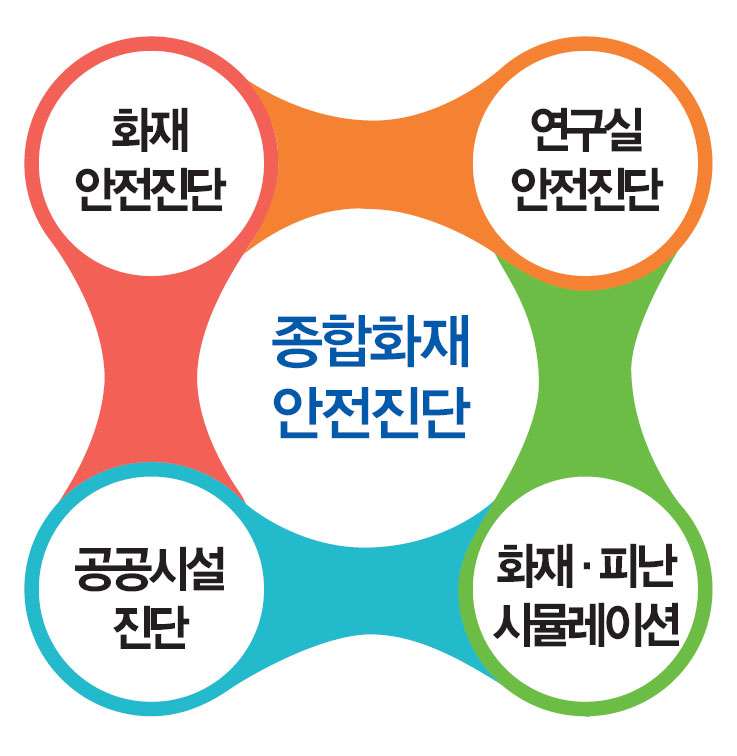 화재
안전진단
연구실
안전진단
종합화재
안전진단
공공시설
진단
화재 · 피난
시뮬레이션